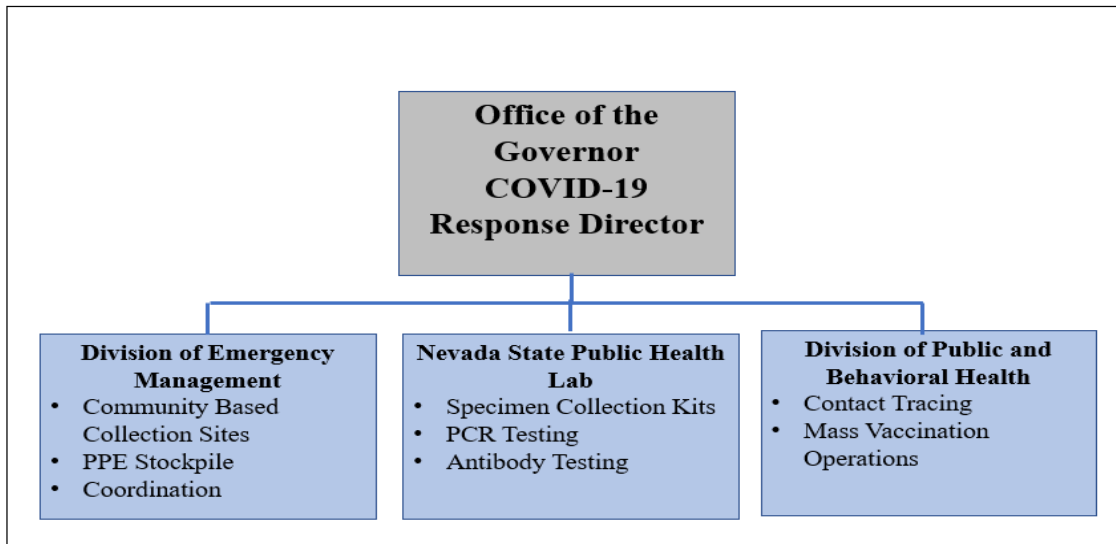 Office of the
Governor
COVID-19
Response Director
Division of Emergency
Management
• Community Based
Collection Sites
• PPE Stockpile
• Coordination
Nevada State Public Health
Lab
• Specimen Collection Kits
• PCR Testing
• Antibody Testing
Division of Public and
Behavioral Health
• Contact Tracing
• Mass Vaccination
Operations